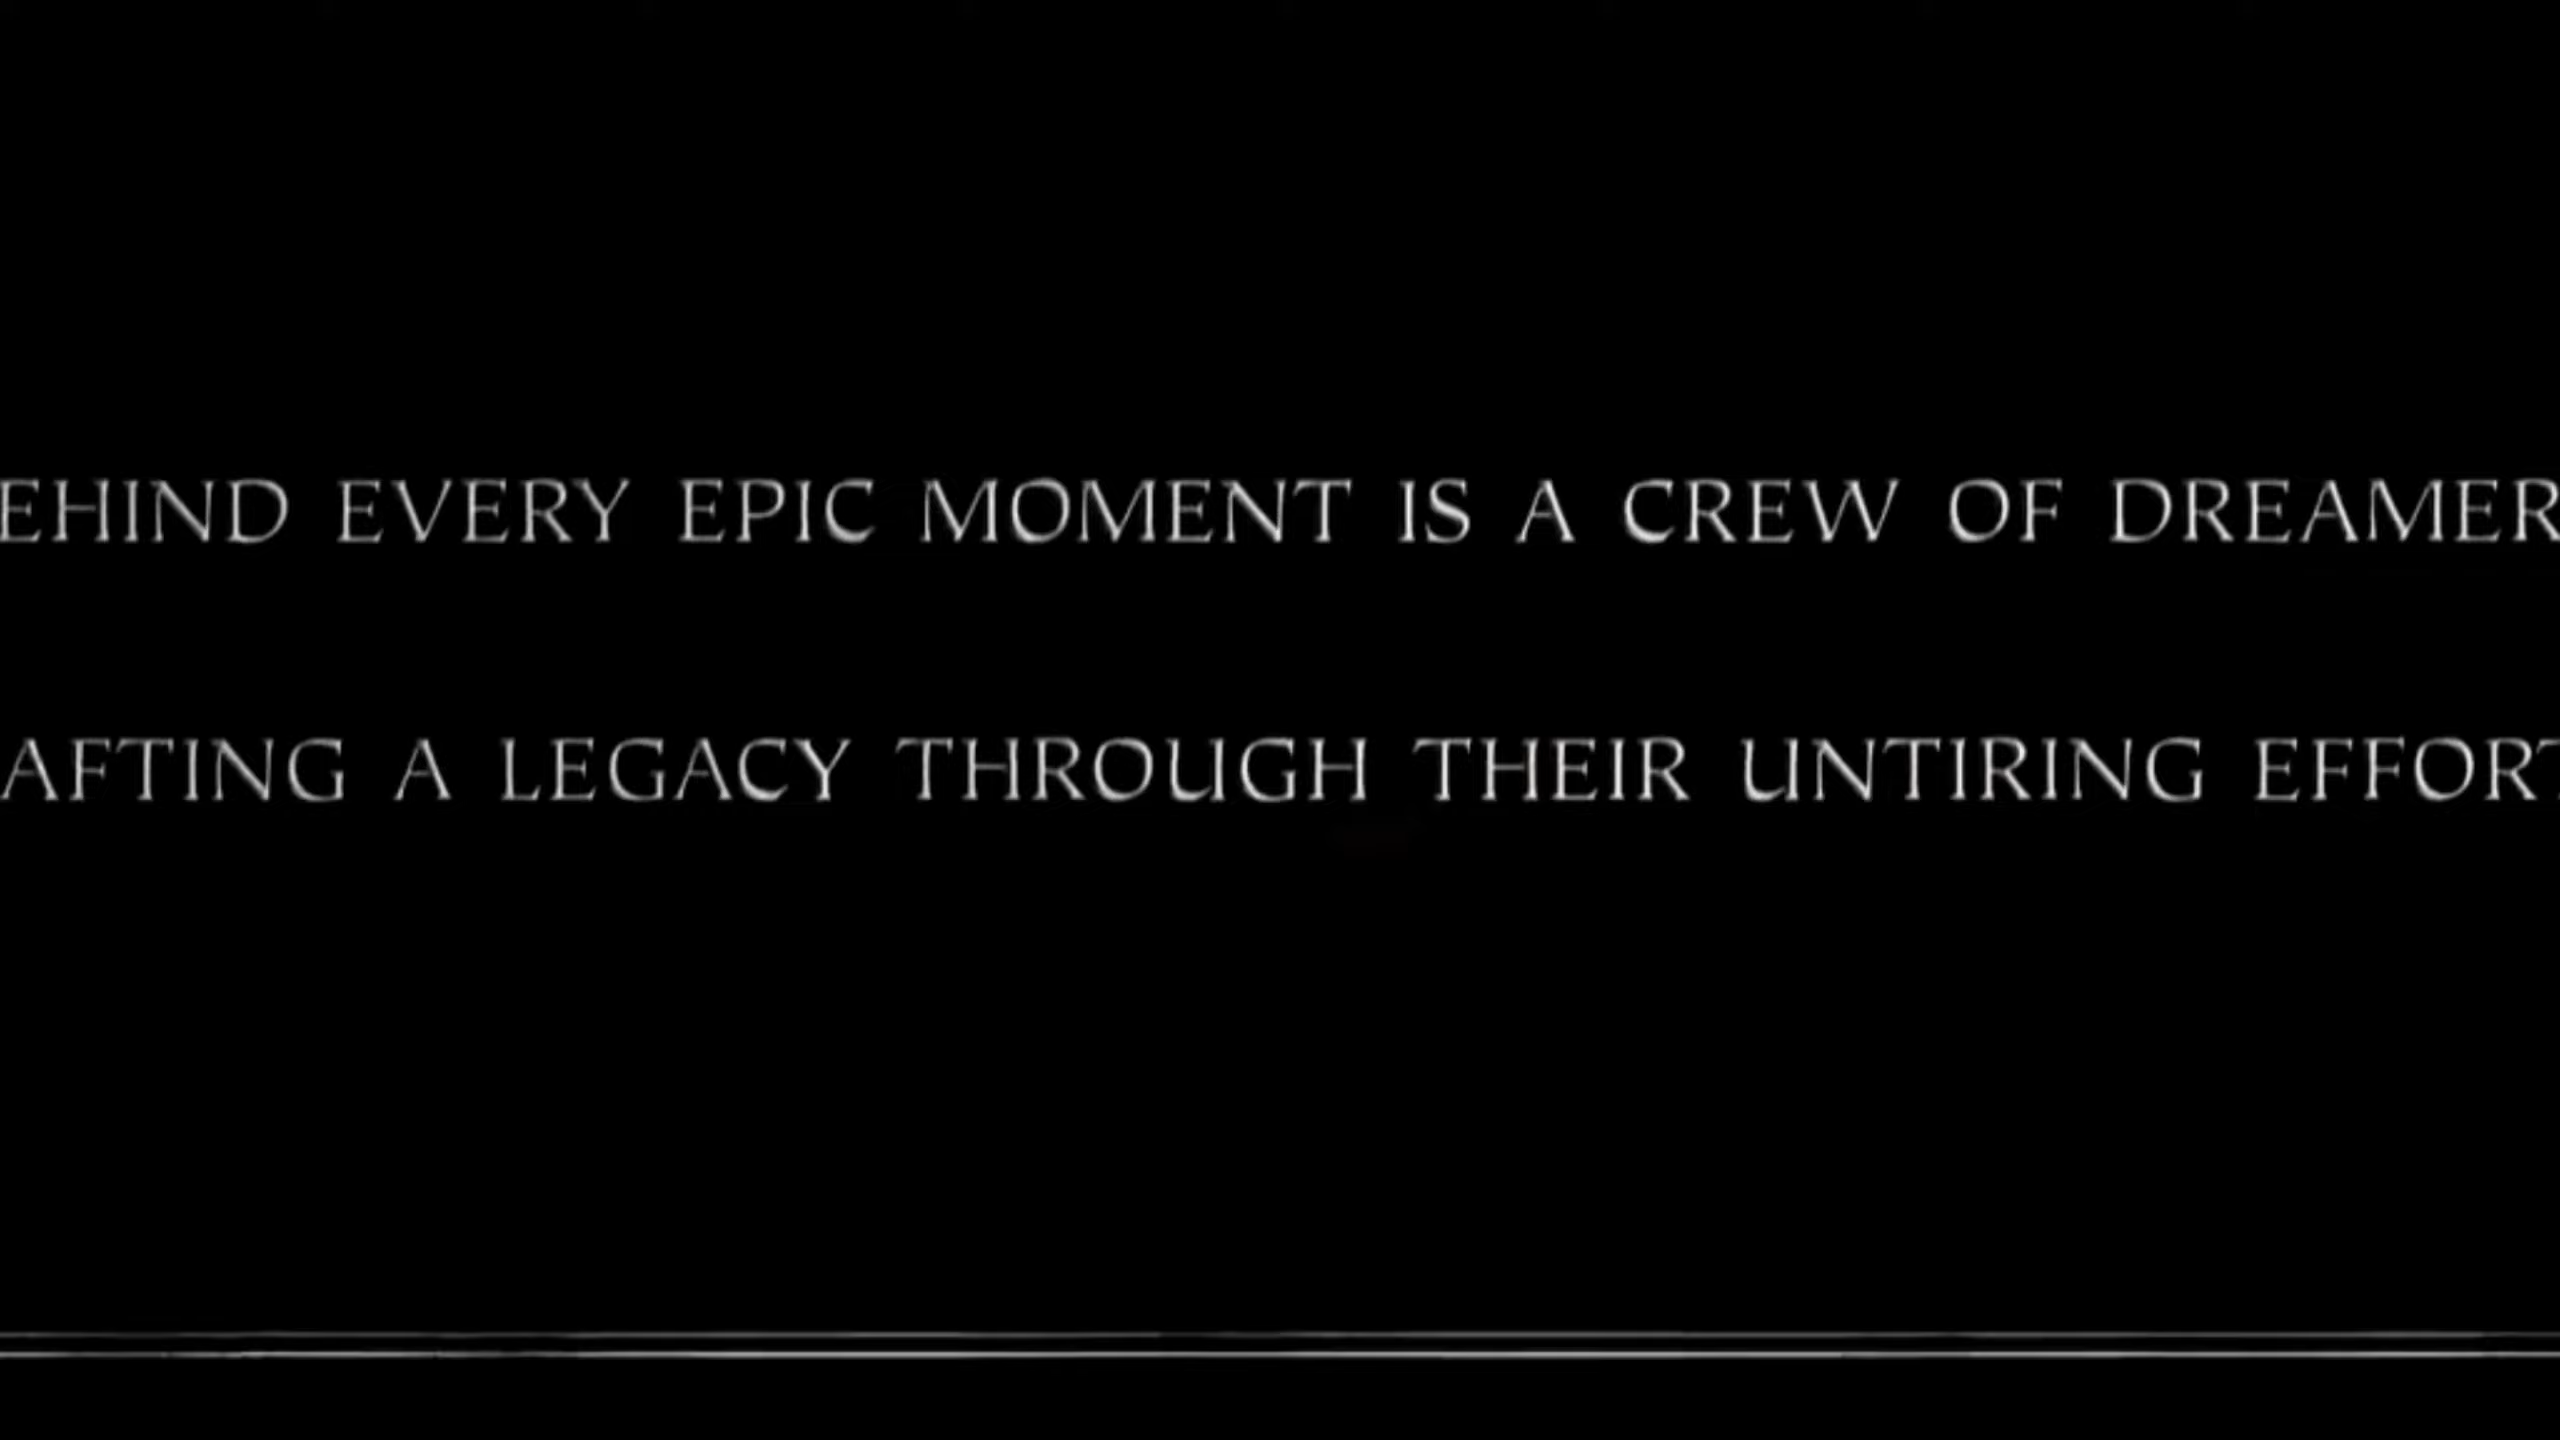 EHIND EVERY EPIC MOMENT IS A CREW OF DREAMER
AFTING A LEGACY THROUGH THEIR UNTIRING EFFORT